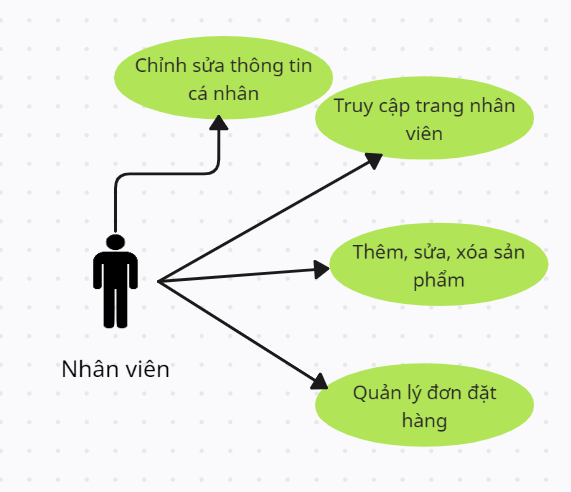 Chỉnh sửa thông tin
cá nhân
Truy cập trang nhân
viên
Thêm, sửa, xóa sản
phẩm
Nhân viên
Quản lý đơn đặt
hàng